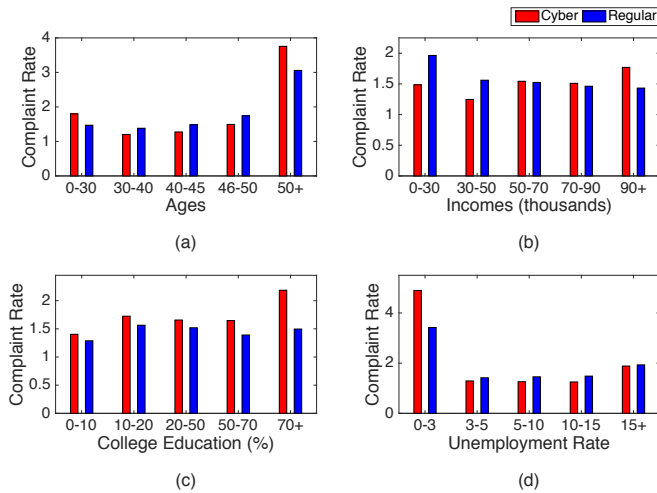 Cyber Regular
4
3
2
1
0
Complaint Rate
0-30 30-40 40-45 46-50 50+
Ages
(a)
2
1.5
1
0.5
0
Complaint Rate
0-30 30-50 50-70 70-90 90+
Incomes (thousands)
(b)
2
1.5
1
0.5
0
Complaint Rate
0-10 10-20 20-50 50-70 70+
College Education (%)
(c)
4
2
0
Complaint Rate
0-3 3-5 5-10 10-15 15+
Unemployment Rate
(d)